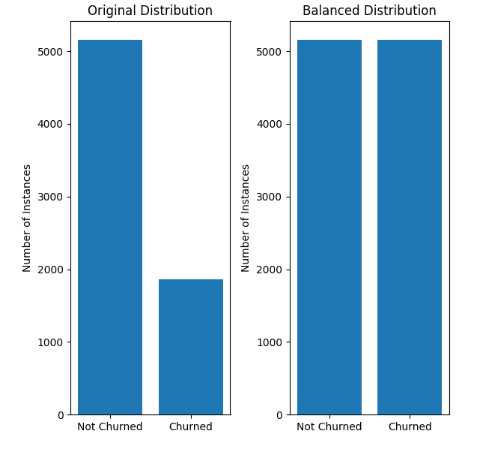 Original Distribution
Number of Instances
5000
4000
3000
2000
1000
0
Not Churned
Churned
Balanced Distribution
Number of Instances
5000
4000
3000
2000
1000
0
Not Churned
Churned